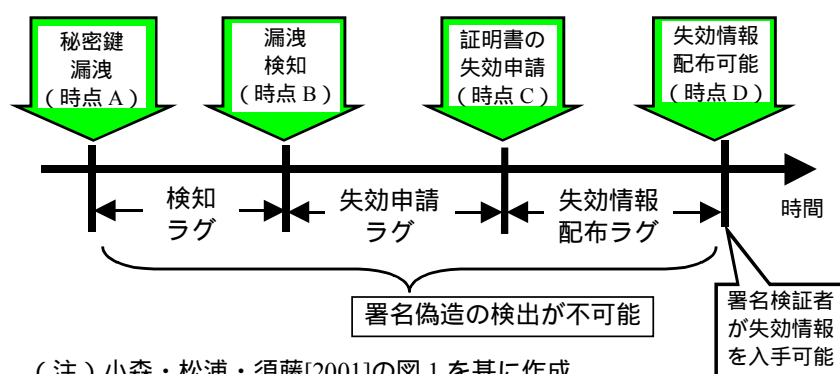 秘密鍵
漏洩
（時点 A）
漏洩
検知
（時点 B）
証明書の
失効申請
（時点 C）
失効情報
配布可能
（時点 D）
検知
ラグ
失効申請
ラグ
失効情報
配布ラグ
時間
署名偽造の検出が不可能
署名検証者
が失効情報
を入手可能
（注）小森・松浦・須藤[2001]の図 1 を基に作成